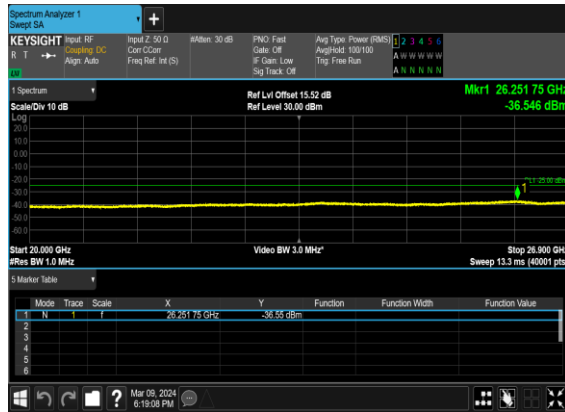 Spectrum Analyzer 1
Swept SA
+
KEYSIGHT Input: RF Input Z: 50 Ω #Atten: 30 dB PNO: Fast Avg Type: Power (RMS) 1 2 3 4 5 6
R T Coupling: DC Corr CCorr Gate: Off Avg|Hold: 100/100 A W W W W W
Align: Auto Freq Ref: Int (S) IF Gain: Low Trig: Free Run
LU Sig Track: Off A N N N N N
1 Spectrum Ref Lvl Offset 15.52 dB Mkr1 26.251 75 GHz
Scale/Div 10 dB Ref Level 30.00 dBm -36.546 dBm
Log
20.0
10.0
0.00
-10.0
-20.0
DL1 -25.00 dBm
-30.0
1
-40.0
-50.0
-60.0
Start 20.000 GHz Video BW 3.0 MHz* Stop 26.900 GHz
#Res BW 1.0 MHz Sweep 13.3 ms (40001 pts)
5 Marker Table
Mode Trace Scale X Y Function Function Width Function Value
1 N 1 f 26.251 75 GHz -36.55 dBm
2
3
4
5
6
? Mar 09, 2024
6:19:08 PM